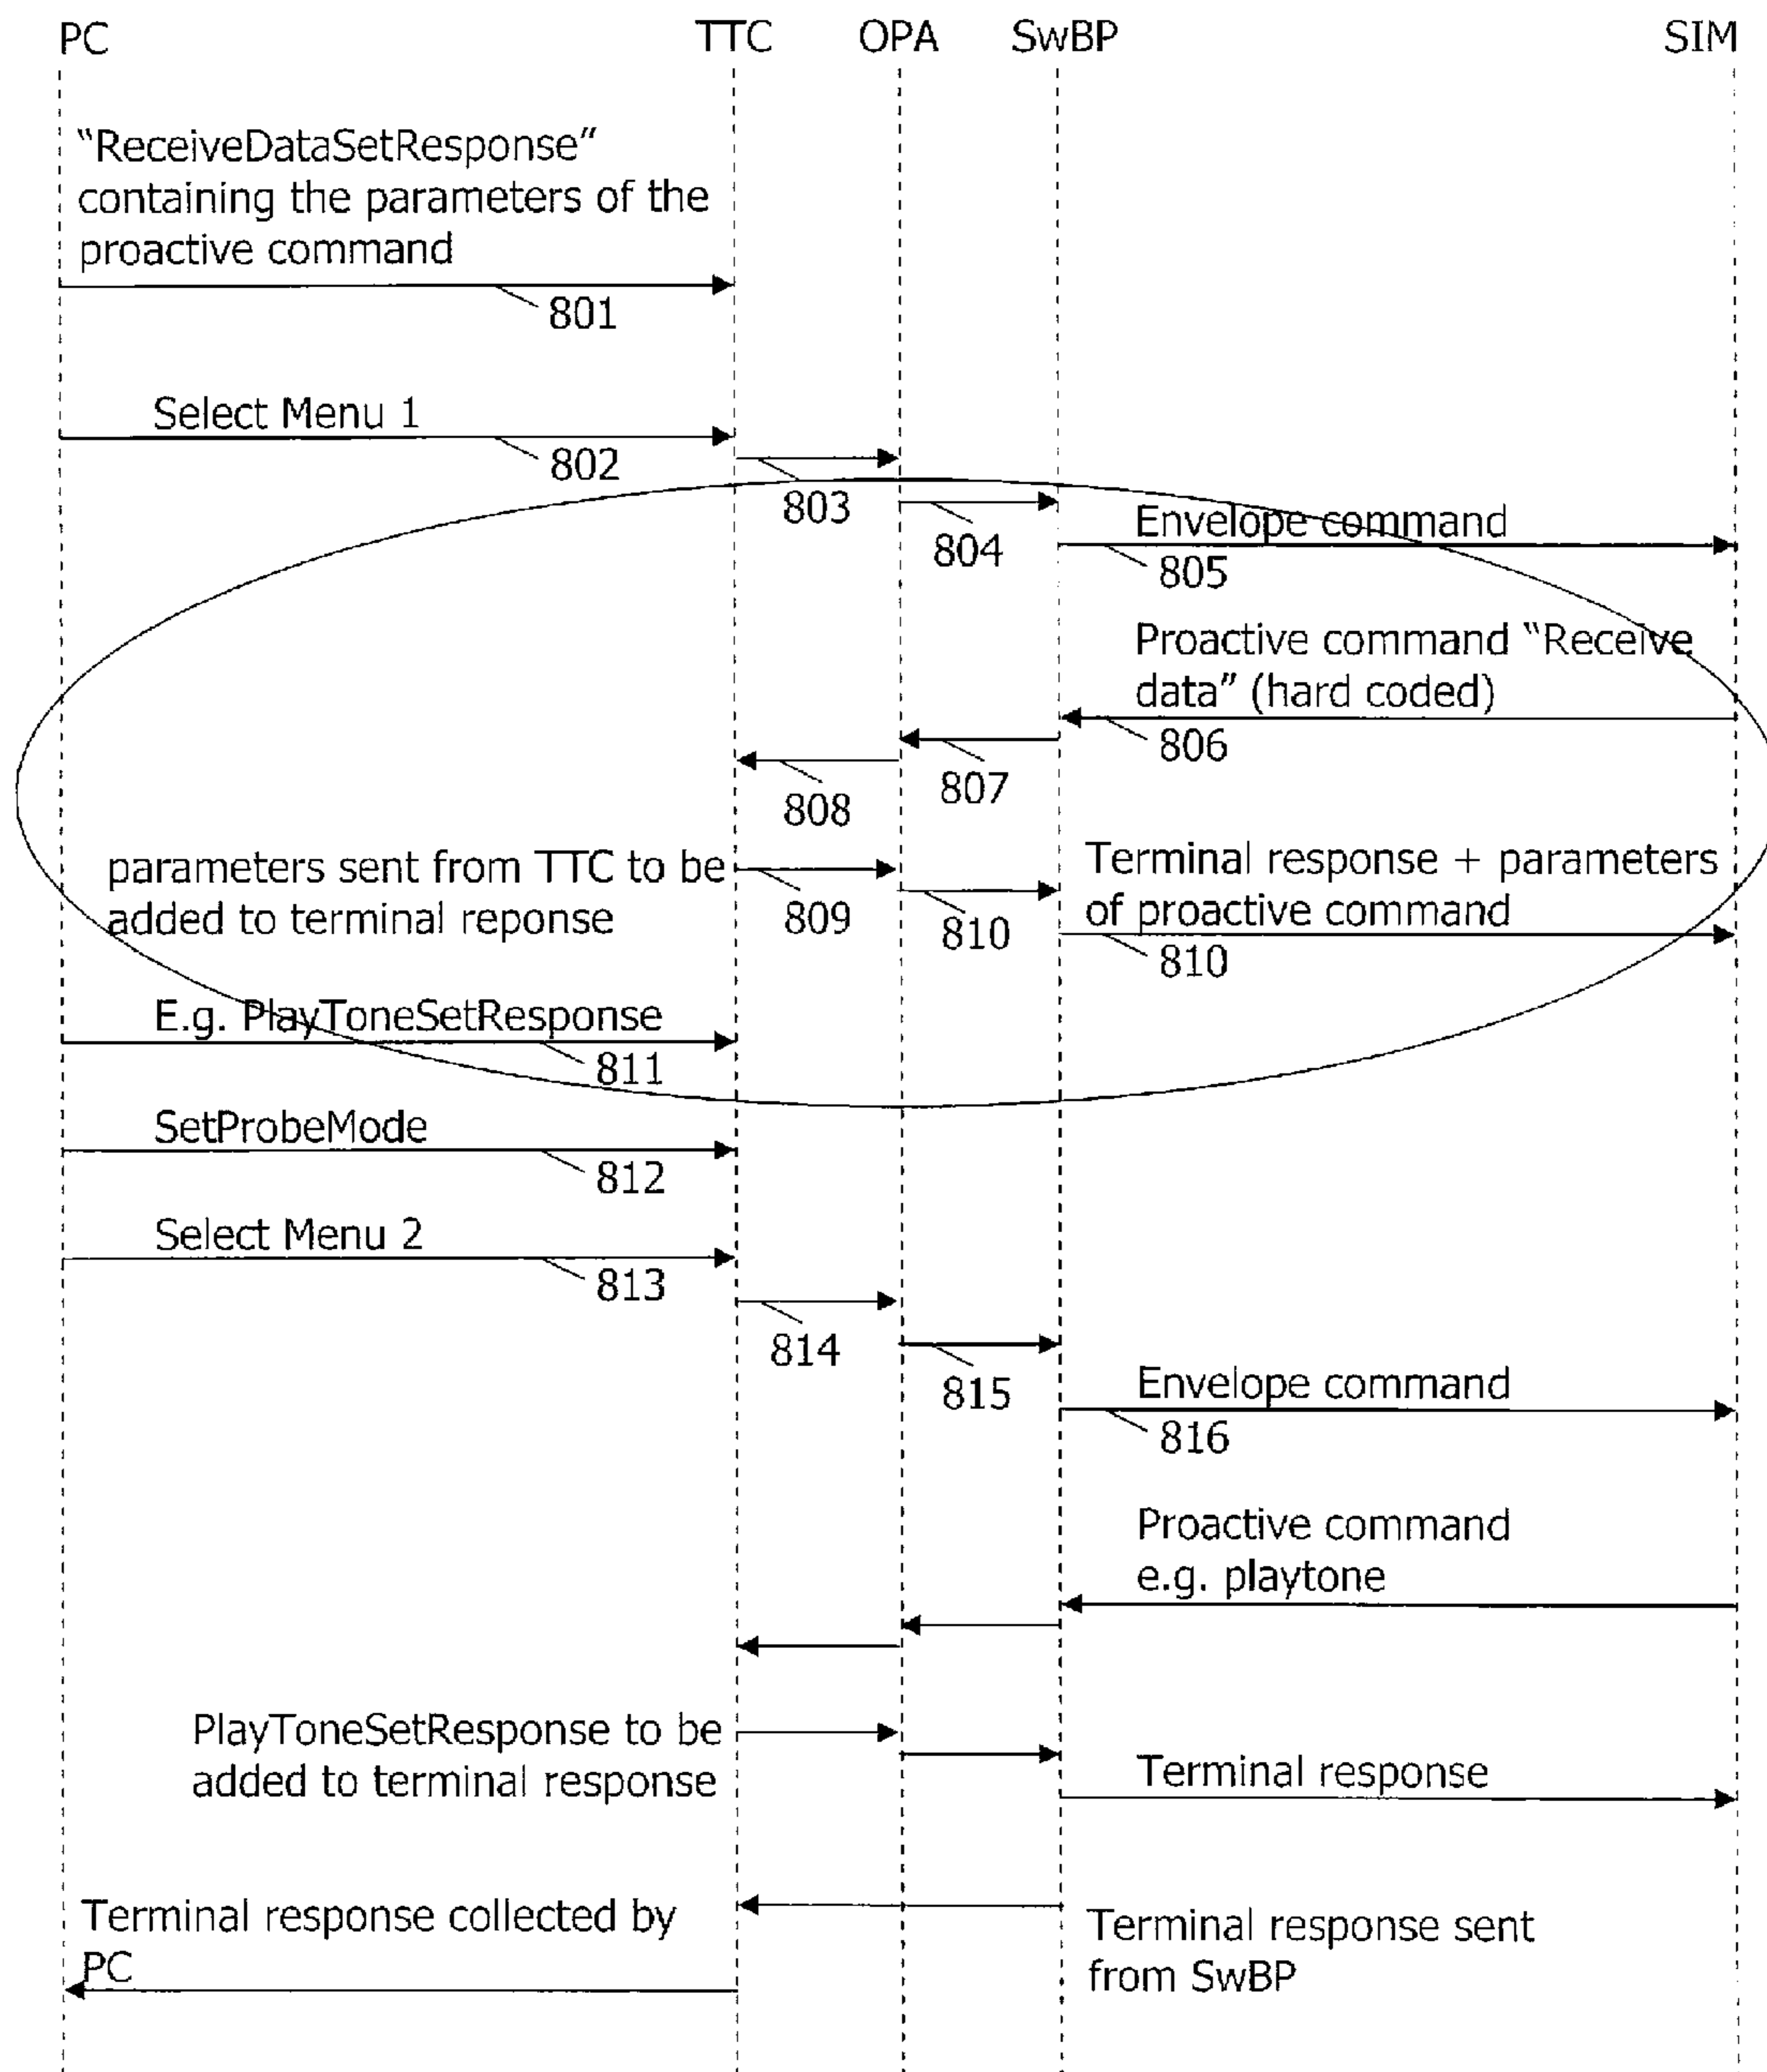 PC TTC OPA SwBP SIM
“ReceiveDataSetResponse”
containing the parameters of the
proactive command
801
Select Menu 1
802
803
804
Envelope command
805
Proactive command “Receive
data” (hard coded)
806
807
808
parameters sent from TTC to be
added to terminal reponse
809
810
Terminal response + parameters
of proactive command
810
E.g. PlayToneSetResponse
811
SetProbeMode
812
Select Menu 2
813
814
815
Envelope command
816
Proactive command
e.g. playtone
PlayToneSetResponse to be
added to terminal response
Terminal response
Terminal response collected by
PC
Terminal response sent
from SwBP